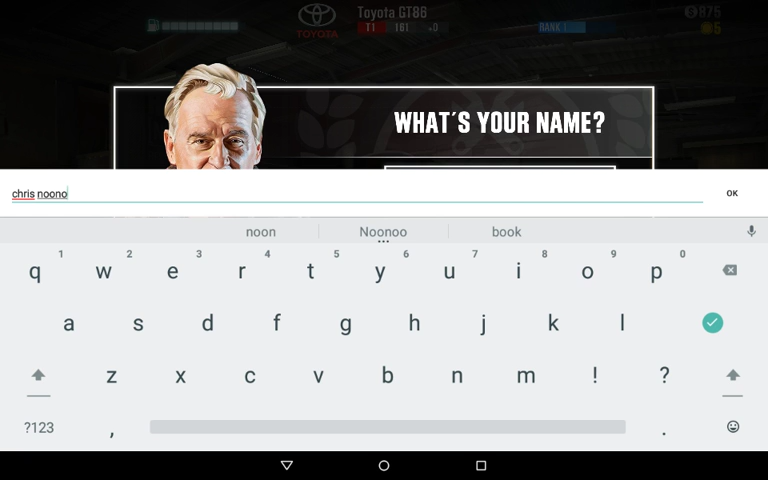 Toyota GT86
875
TOYOTA
T1 161 +0
RANK 1
5
WHAT'S YOUR NAME?
chris noono
OK
noon Noonoo book
1 2 3 4 5 6 7 8 9 0
q w e r t y u i o p
a s d f g h j k l
z x c v b n m ! ?
?123 , .